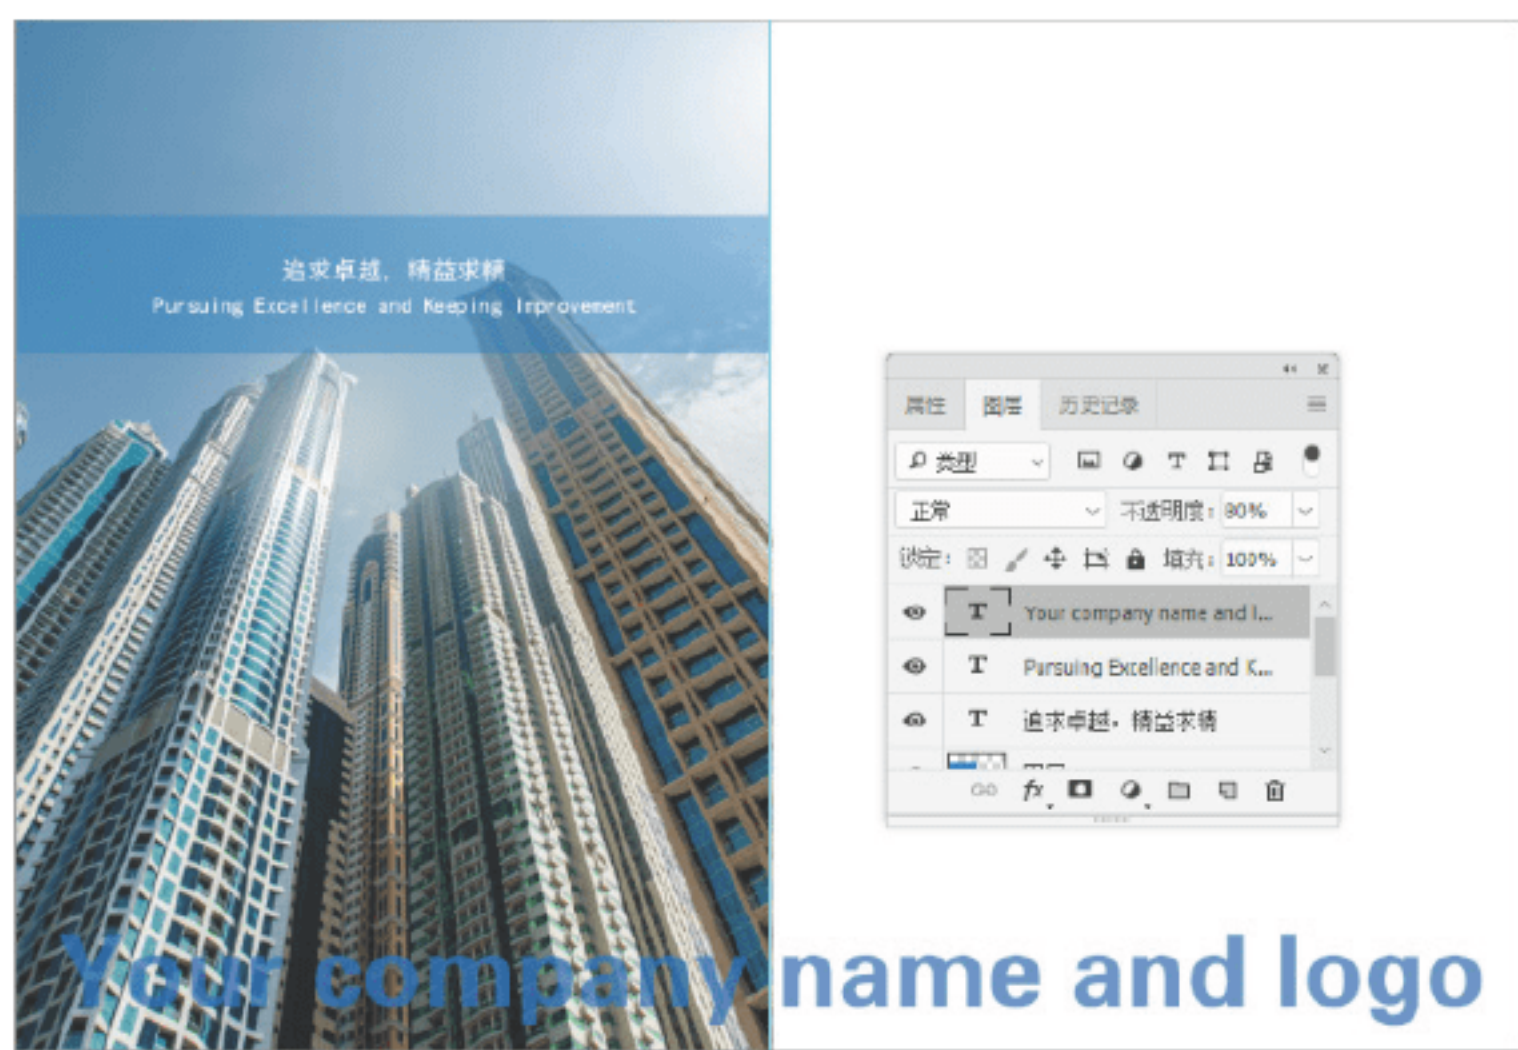 追求卓越，精益求精
Pursuing Excellence and Keeping Improvement
属性 图层 历史记录
类型
正常 不透明度： 80%
锁定： 填充： 100%
Your company name and l...
Pursuing Excellence and K...
追求卓越，精益求精
fx
Your company name and logo